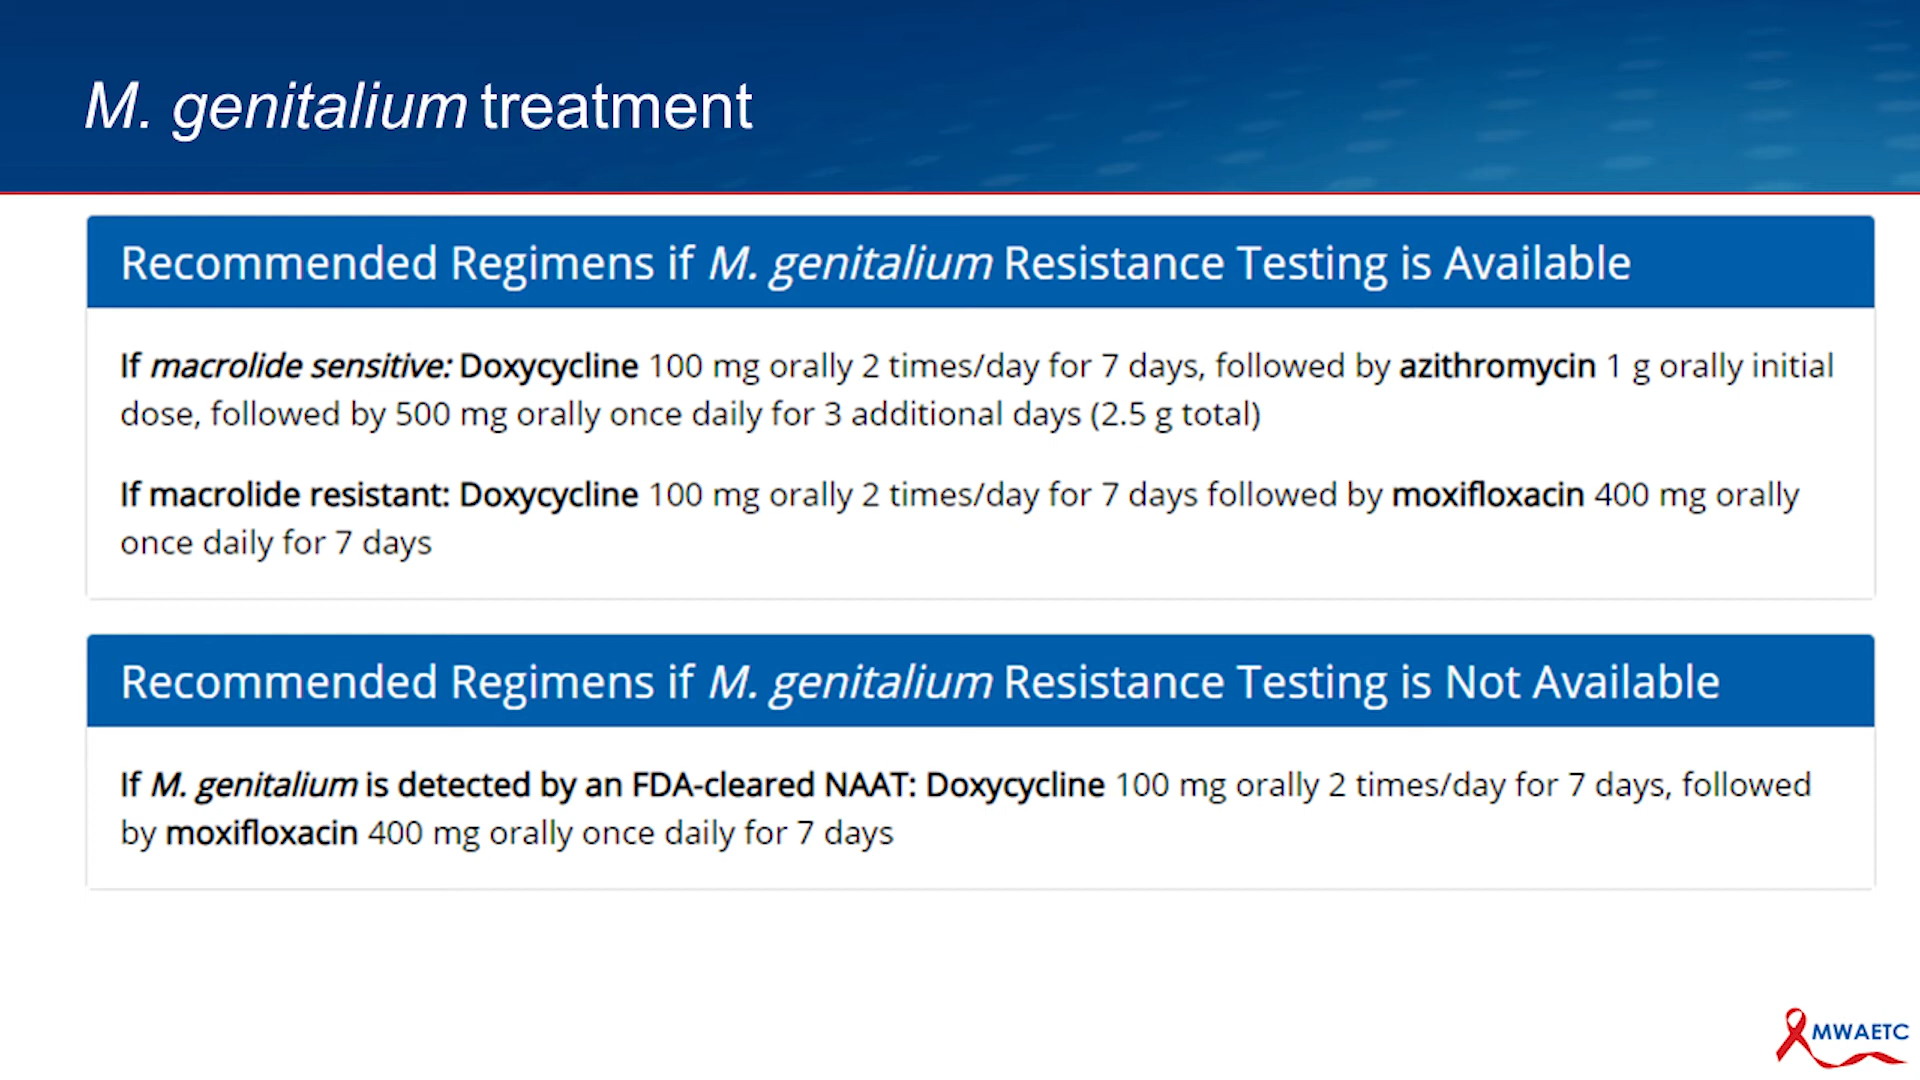 M. genitalium treatment
Recommended Regimens if M. genitalium Resistance Testing is Available
If macrolide sensitive: Doxycycline 100 mg orally 2 times/day for 7 days, followed by azithromycin 1 g orally initial
dose, followed by 500 mg orally once daily for 3 additional days (2.5 g total)
If macrolide resistant: Doxycycline 100 mg orally 2 times/day for 7 days followed by moxifloxacin 400 mg orally
once daily for 7 days
Recommended Regimens if M. genitalium Resistance Testing is Not Available
If M. genitalium is detected by an FDA-cleared NAAT: Doxycycline 100 mg orally 2 times/day for 7 days, followed
by moxifloxacin 400 mg orally once daily for 7 days
MWAETC